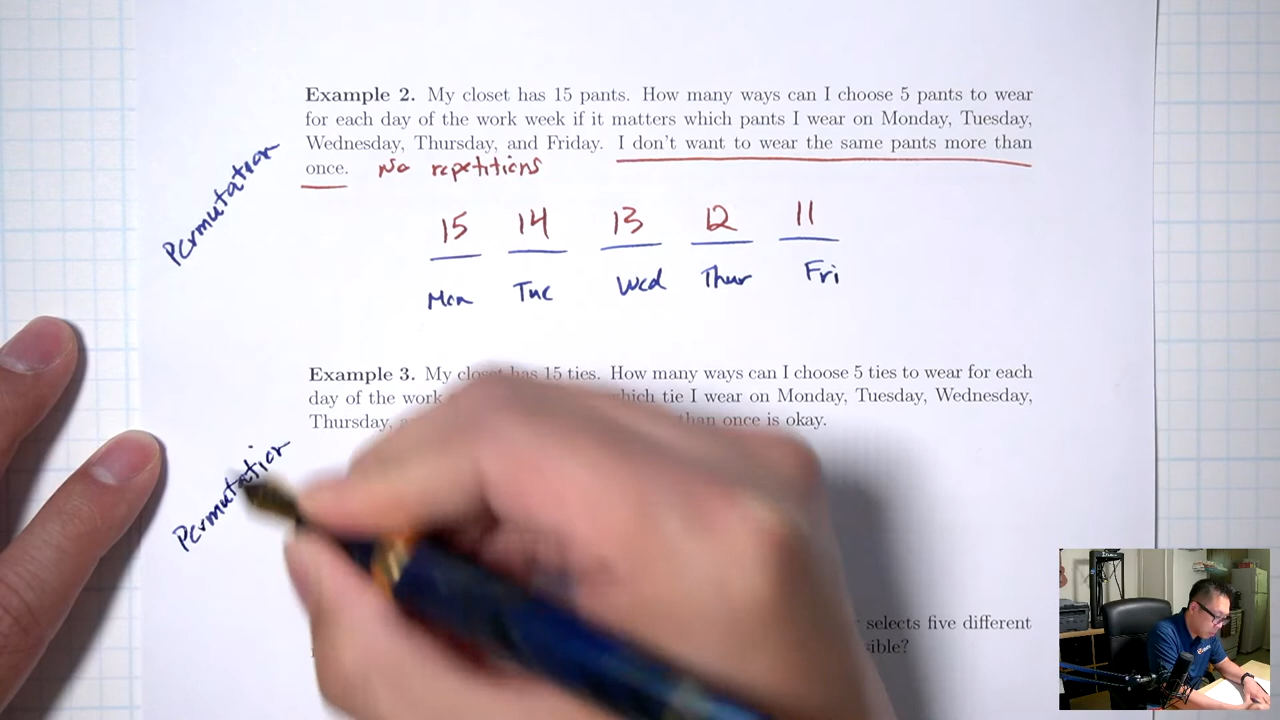 Example 2. My closet has 15 pants. How many ways can I choose 5 pants to wear
for each day of the work week if it matters which pants I wear on Monday, Tuesday,
Wednesday, Thursday, and Friday. I don't want to wear the same pants more than
once. No repetitions
Permutation
15 14 13 12 11
Mon Tue Wed Thur Fri
Example 3. My closet has 15 ties. How many ways can I choose 5 ties to wear for each
day of the work which tie I wear on Monday, Tuesday, Wednesday,
Thursday, than once is okay.
Permutation
selects five different